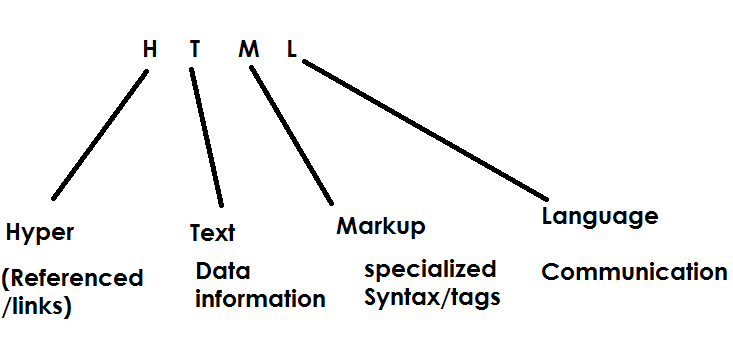 H T M L
Hyper
(Referenced
/links)
Text
Data
information
Markup
specialized
Syntax/tags
Language
Communication